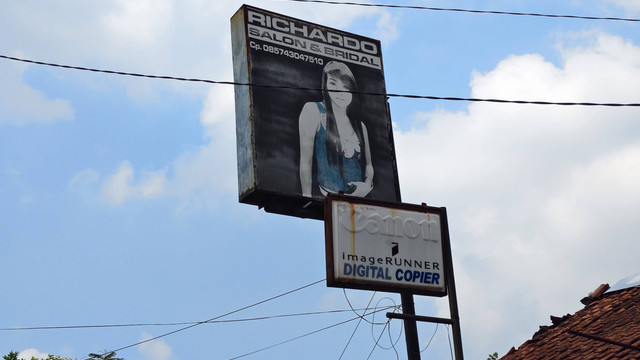 RICHARDO
SALON & BRIDAL
Cp. 085743047510
Canon
imageRUNNER
DIGITAL COPIER